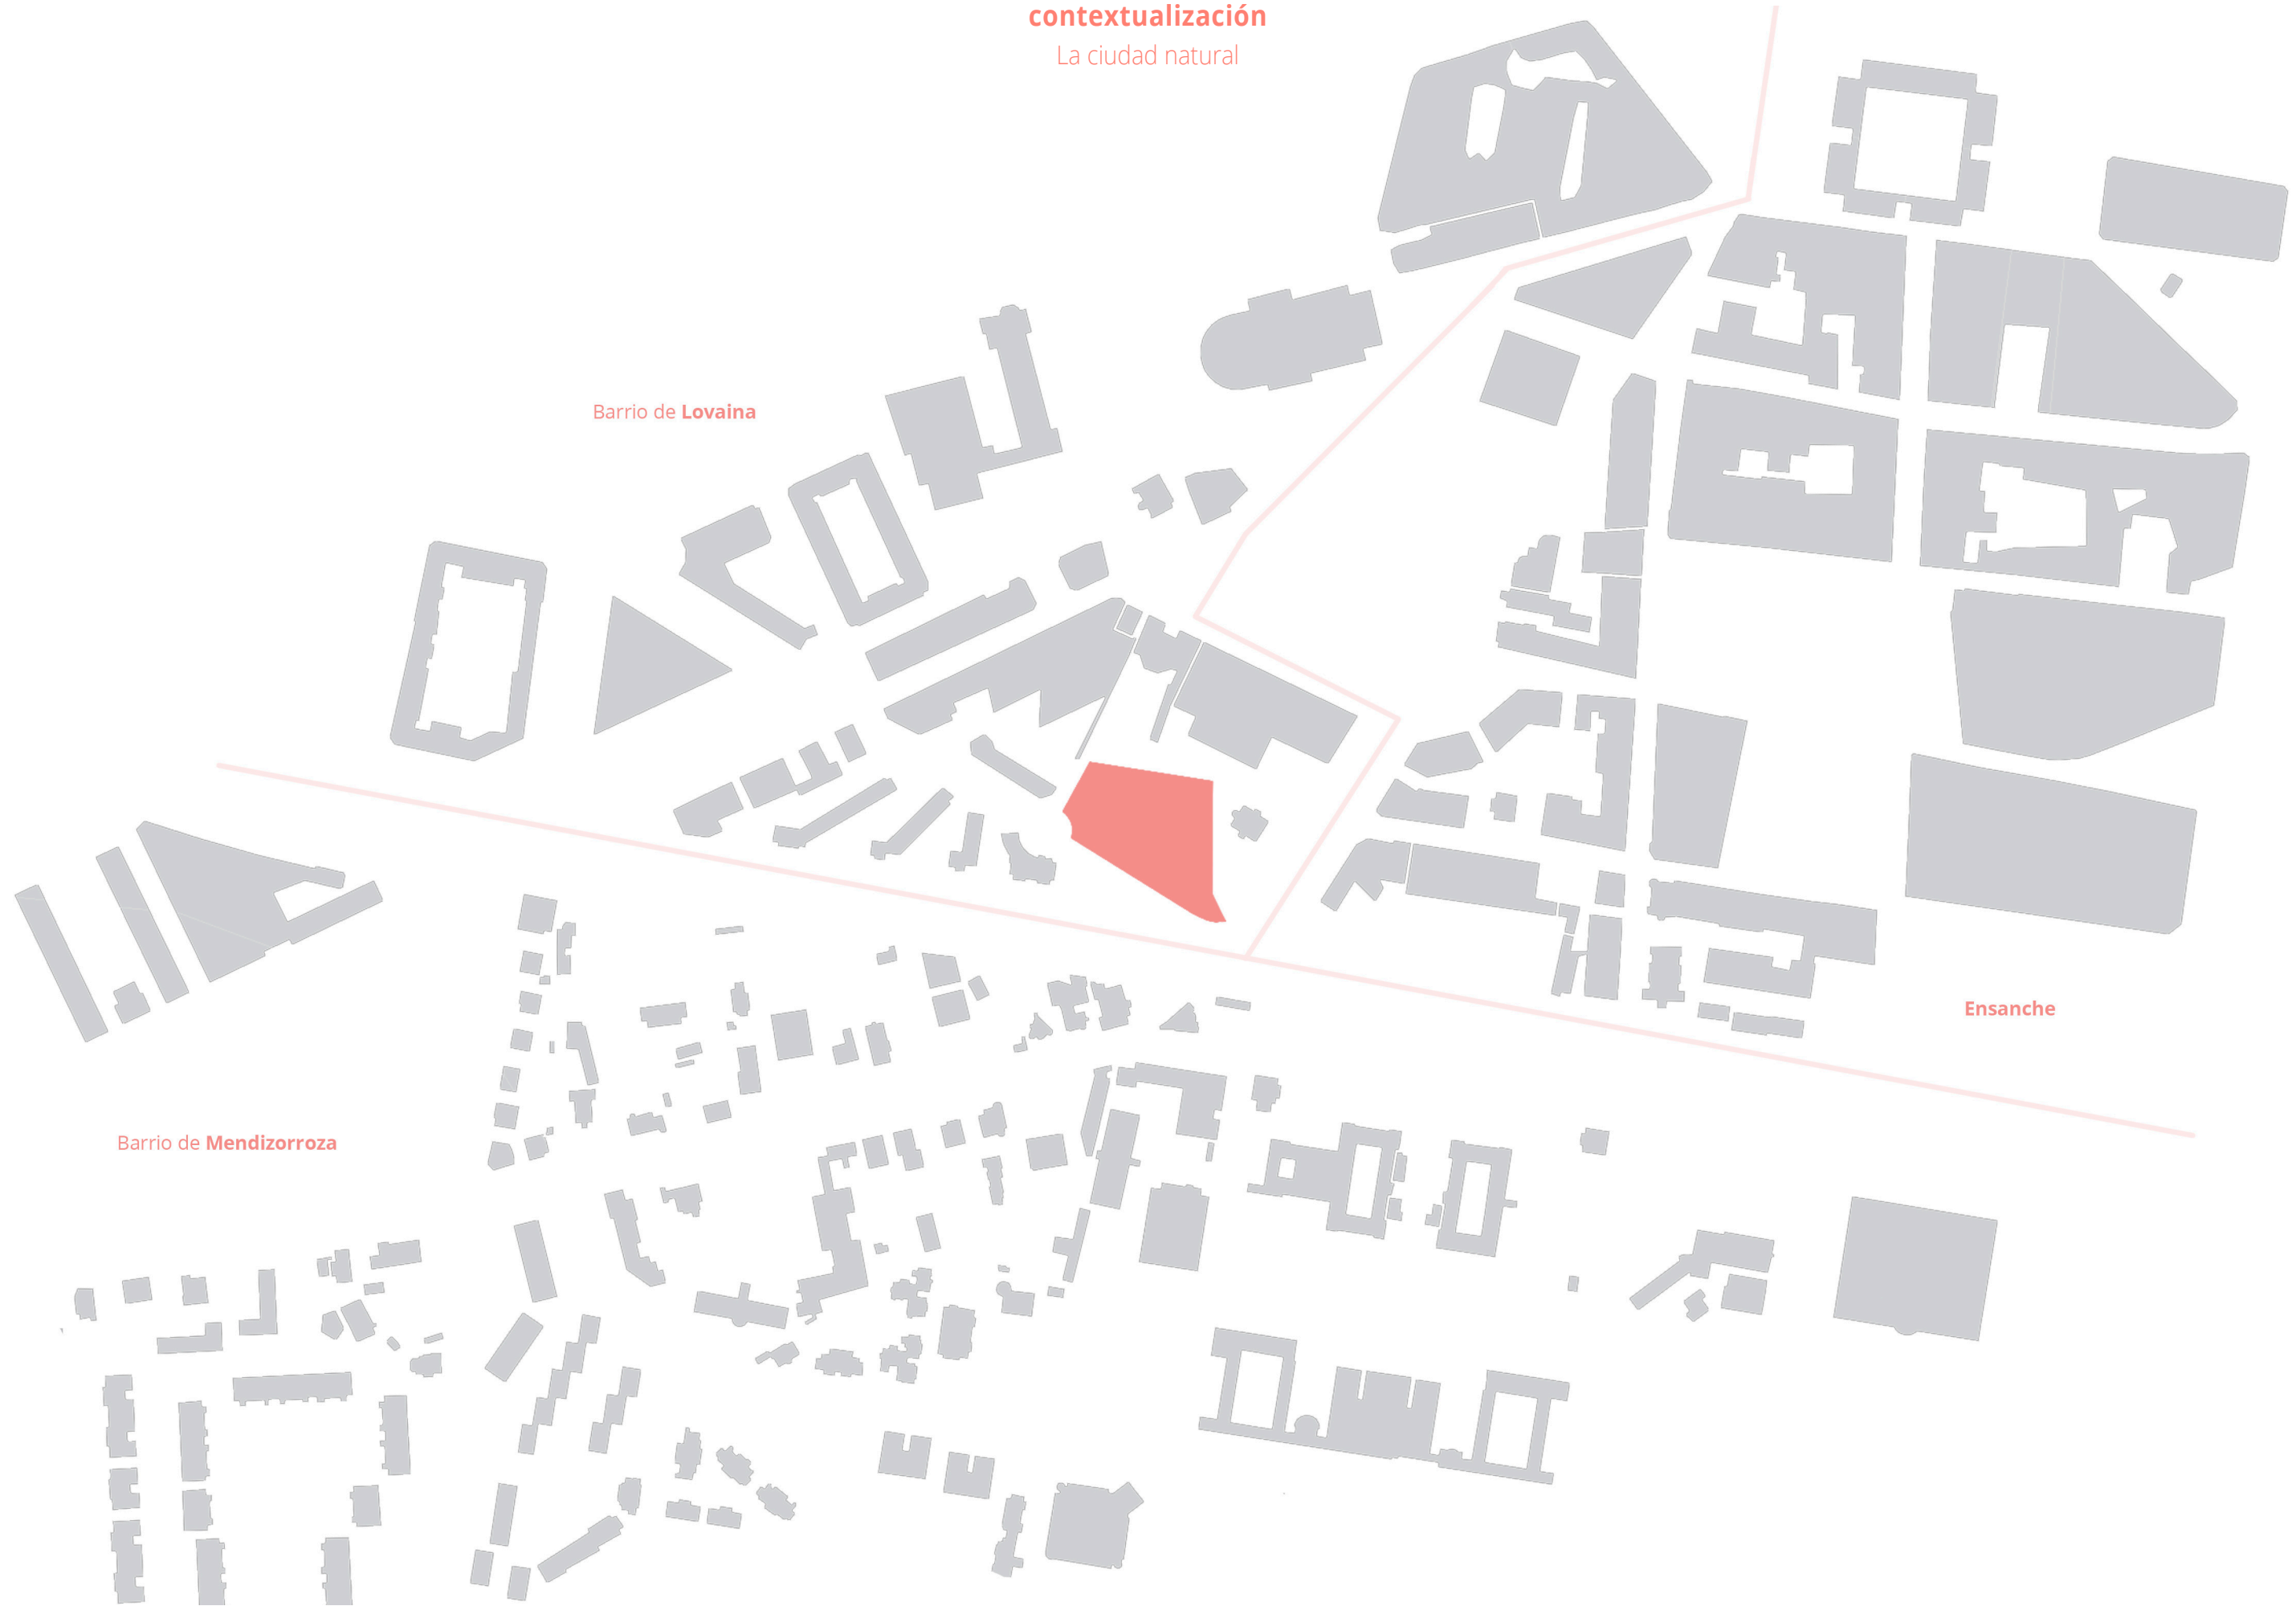 contextualización
La ciudad natural
Barrio de Lovaina
Ensanche
Barrio de Mendizorroza